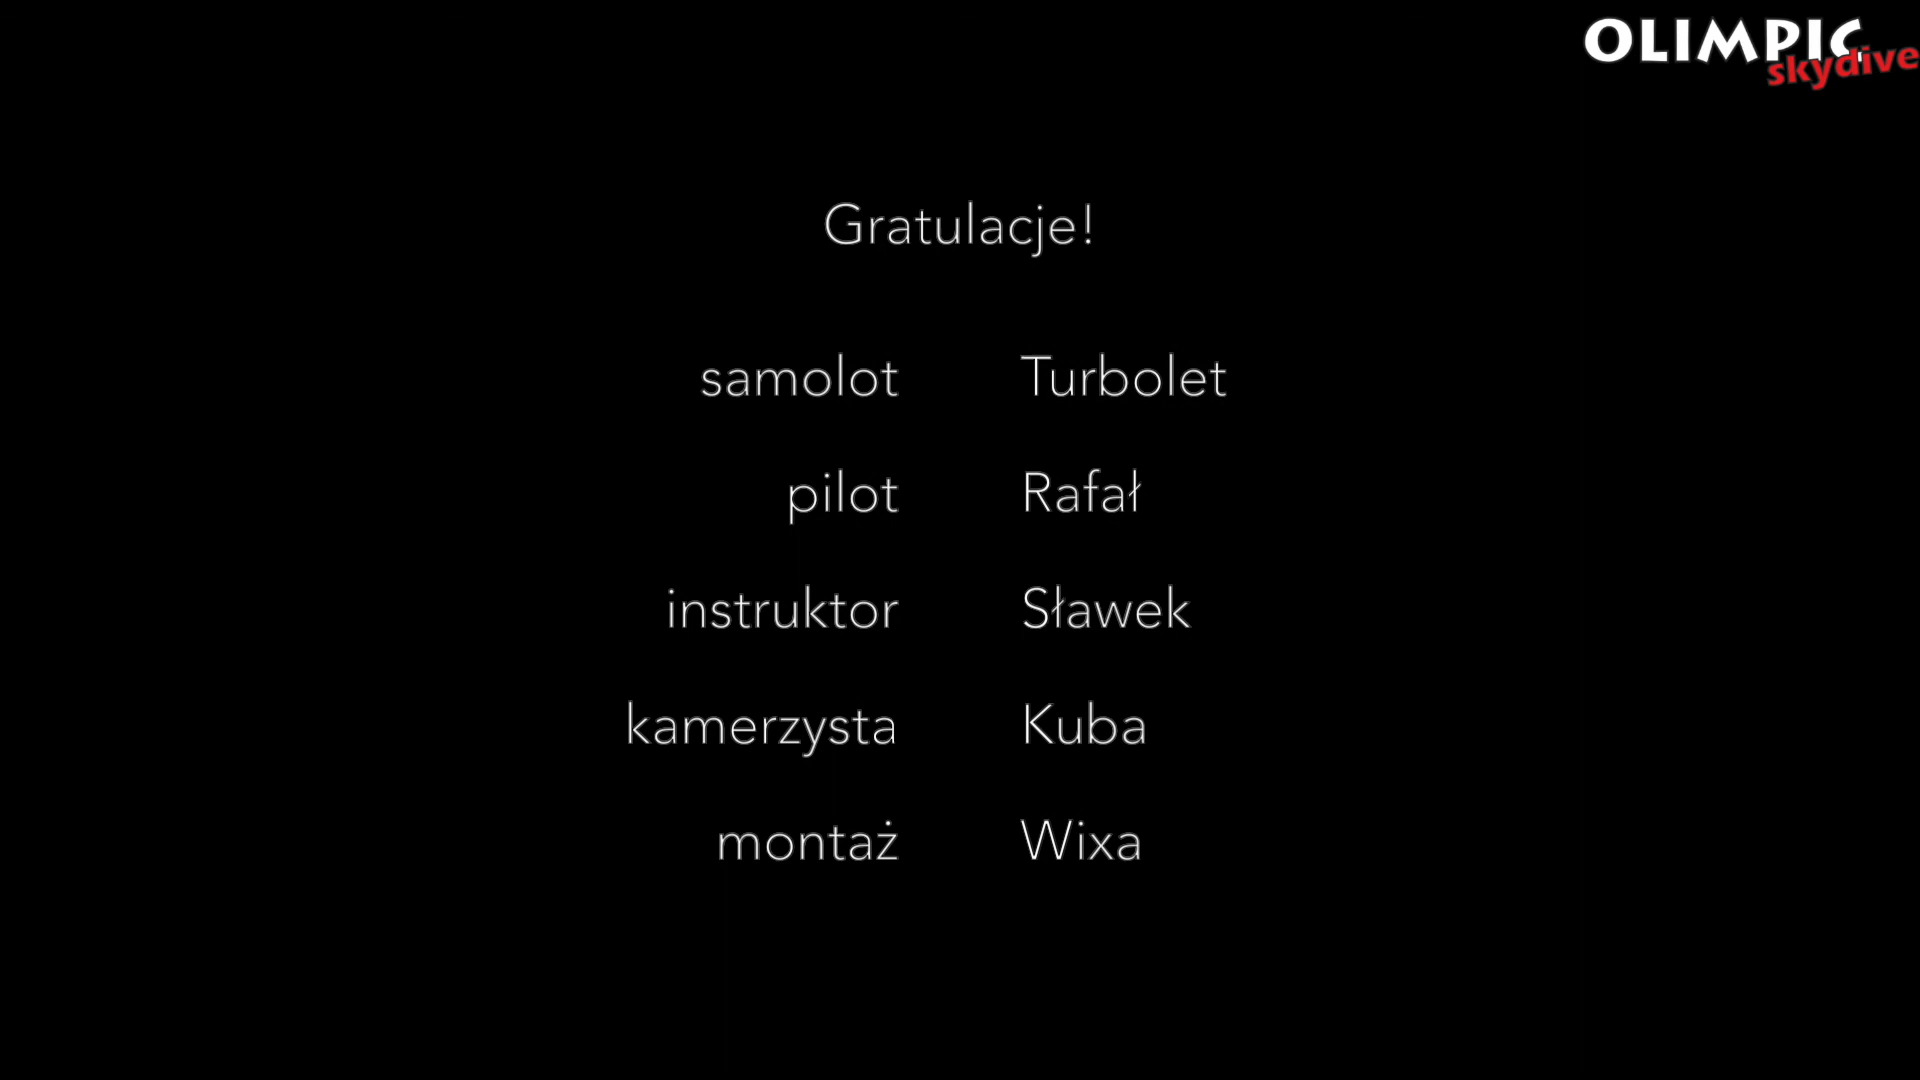 OLIMPIC
skydive
Gratulacje!
samolot Turbolet
pilot Rafał
instruktor Sławek
kamerzysta Kuba
montaż Wixa